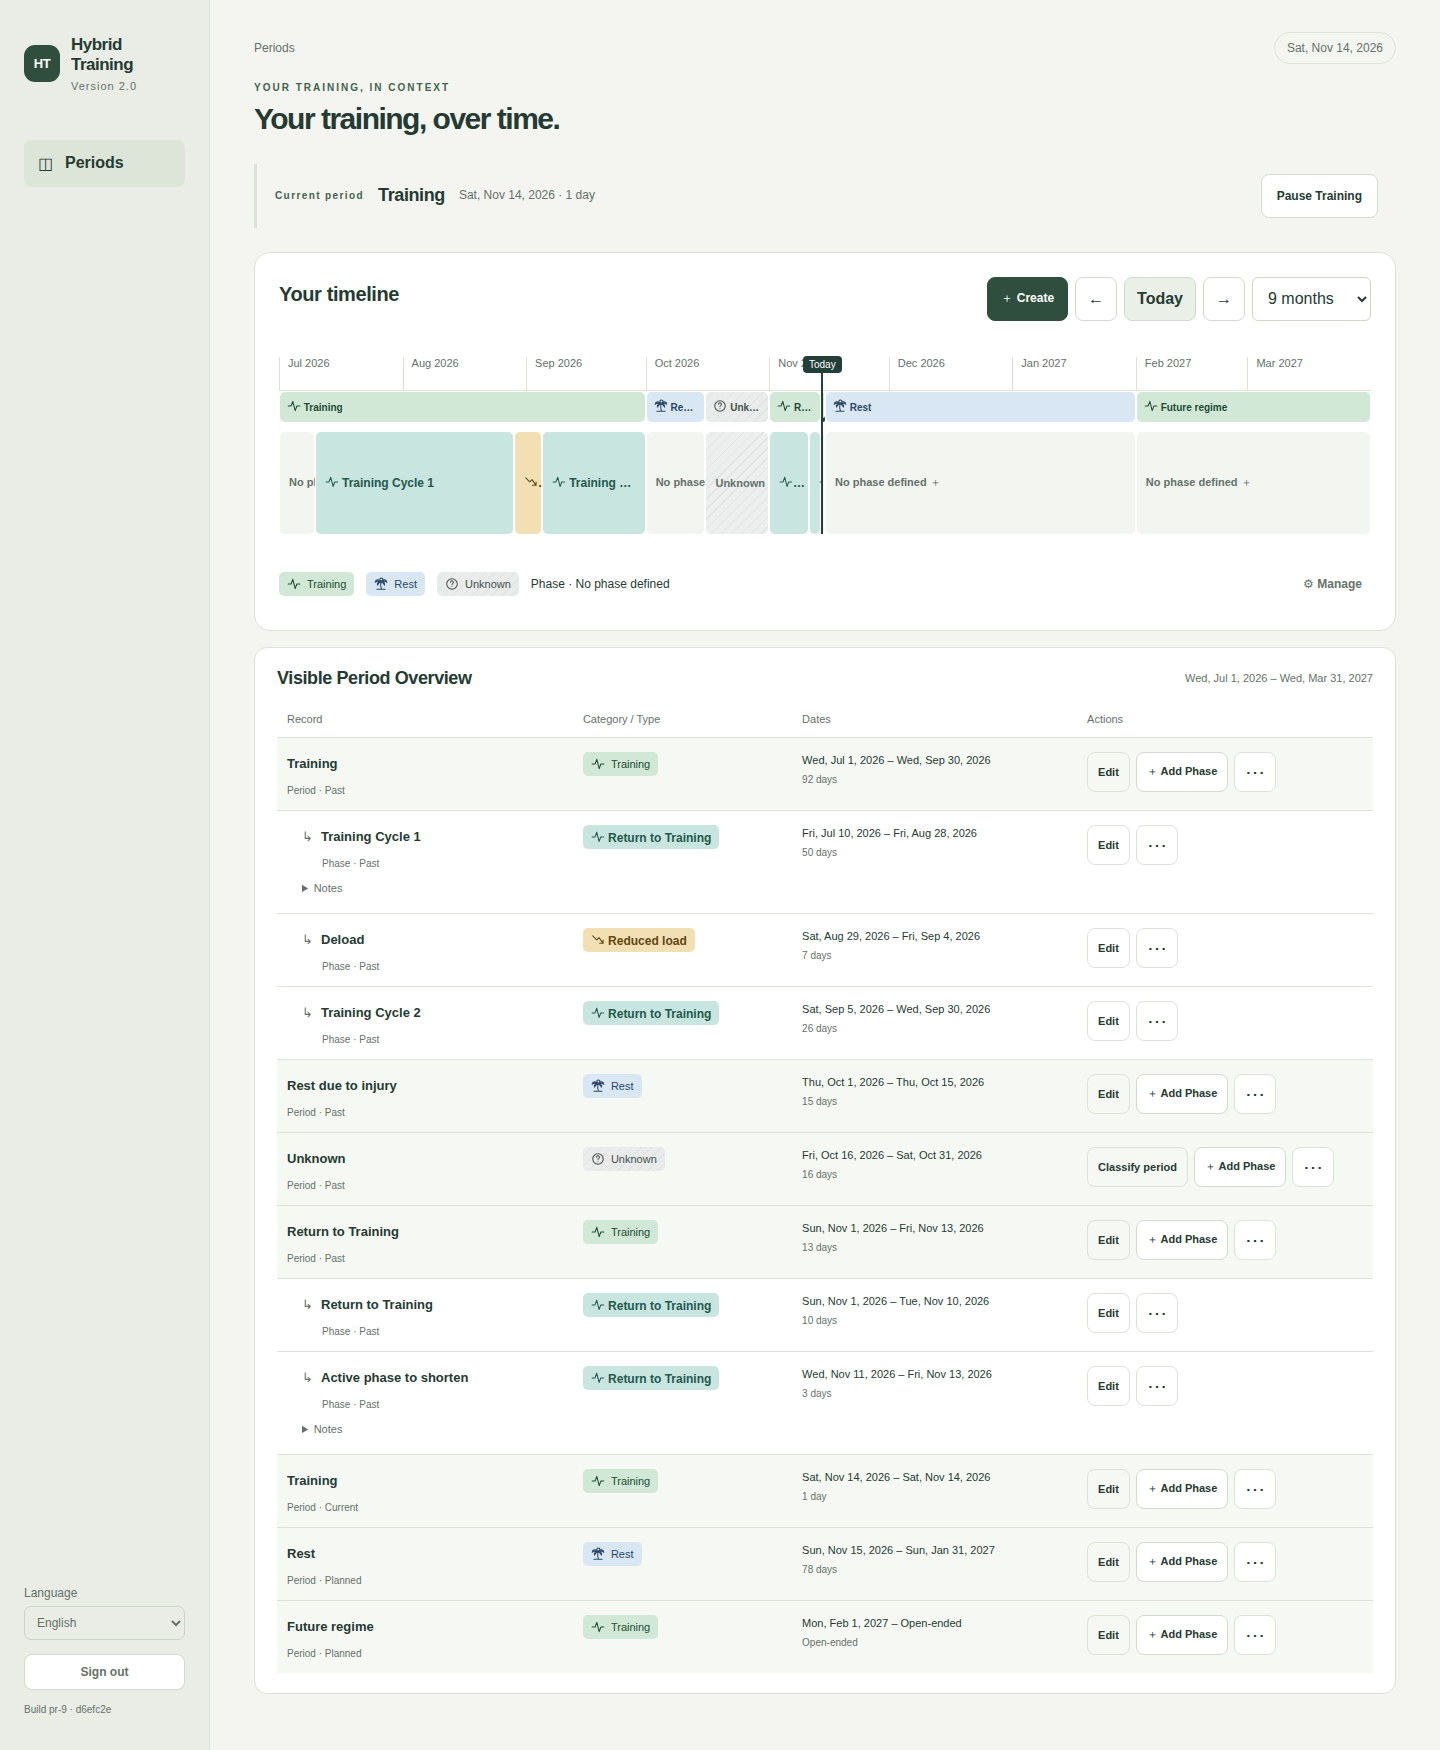 HT
Hybrid
Training
Version 2.0
Periods
Language
English
Sign out
Build pr-9 · d6efc2e
Periods
Sat, Nov 14, 2026
YOUR TRAINING, IN CONTEXT
Your training, over time.
Current period Training Sat, Nov 14, 2026 · 1 day
Pause Training
Your timeline
+ Create
←
Today
→
9 months
Jul 2026 Aug 2026 Sep 2026 Oct 2026 Nov Today Dec 2026 Jan 2027 Feb 2027 Mar 2027
Training Re... Unk... R... Rest Future regime
No Training Cycle 1 Training ... No phase Unknown ... No phase defined + No phase defined +
Training Rest Unknown Phase · No phase defined
⚙ Manage
Visible Period Overview
Wed, Jul 1, 2026 – Wed, Mar 31, 2027
Record Category / Type Dates Actions
Training Training Wed, Jul 1, 2026 – Wed, Sep 30, 2026 Edit + Add Phase ...
Period · Past 92 days
↳ Training Cycle 1 Return to Training Fri, Jul 10, 2026 – Fri, Aug 28, 2026 Edit ...
Phase · Past 50 days
▶ Notes
↳ Deload Reduced load Sat, Aug 29, 2026 – Fri, Sep 4, 2026 Edit ...
Phase · Past 7 days
↳ Training Cycle 2 Return to Training Sat, Sep 5, 2026 – Wed, Sep 30, 2026 Edit ...
Phase · Past 26 days
Rest due to injury Rest Thu, Oct 1, 2026 – Thu, Oct 15, 2026 Edit + Add Phase ...
Period · Past 15 days
Unknown Unknown Fri, Oct 16, 2026 – Sat, Oct 31, 2026 Classify period + Add Phase ...
Period · Past 16 days
Return to Training Training Sun, Nov 1, 2026 – Fri, Nov 13, 2026 Edit + Add Phase ...
Period · Past 13 days
↳ Return to Training Return to Training Sun, Nov 1, 2026 – Tue, Nov 10, 2026 Edit ...
Phase · Past 10 days
↳ Active phase to shorten Return to Training Wed, Nov 11, 2026 – Fri, Nov 13, 2026 Edit ...
Phase · Past 3 days
▶ Notes
Training Training Sat, Nov 14, 2026 – Sat, Nov 14, 2026 Edit + Add Phase ...
Period · Current 1 day
Rest Rest Sun, Nov 15, 2026 – Sun, Jan 31, 2027 Edit + Add Phase ...
Period · Planned 78 days
Future regime Training Mon, Feb 1, 2027 – Open-ended Edit + Add Phase ...
Period · Planned Open-ended